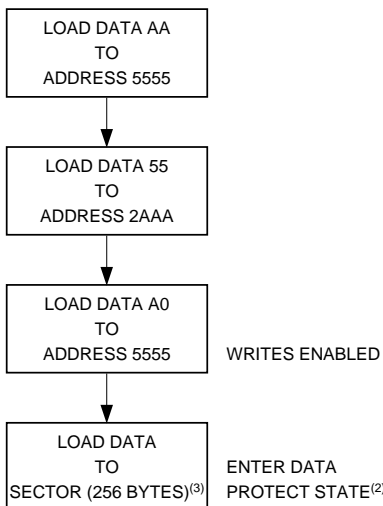 LOAD DATA AA
TO
ADDRESS 5555
LOAD DATA 55
TO
ADDRESS 2AAA
LOAD DATA A0
TO
ADDRESS 5555
WRITES ENABLED
LOAD DATA
TO
SECTOR (256 BYTES)(3)
ENTER DATA
PROTECT STATE(2)